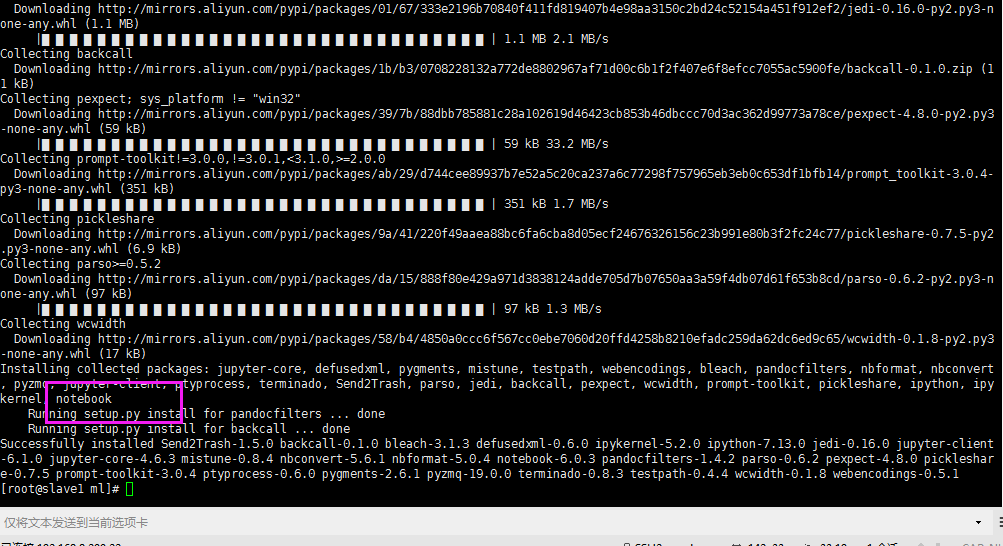 Downloading http://mirrors.aliyun.com/pypi/packages/01/67/333e2196b70840f411fd819407b4e98aa3150c2bd24c52154a451f912ef2/jedi-0.16.0-py2.py3-n
one-any.whl (1.1 MB)
| 1.1 MB 2.1 MB/s
Collecting backcall
Downloading http://mirrors.aliyun.com/pypi/packages/1b/b3/0708228132a772de8802967af71d00c6b1f2f407e6f8efcc7055ac5900fe/backcall-0.1.0.zip (1
1 kB)
Collecting pexpect; sys_platform != "win32"
Downloading http://mirrors.aliyun.com/pypi/packages/39/7b/88dbb785881c28a102619d46423cb853b46dbccc70d3ac362d99773a78ce/pexpect-4.8.0-py2.py3
-none-any.whl (59 kB)
| 59 kB 33.2 MB/s
Collecting prompt-toolkit!=3.0.0,!=3.0.1,<3.1.0,>=2.0.0
Downloading http://mirrors.aliyun.com/pypi/packages/ab/29/d744cee89937b7e52a5c20ca237a6c77298f757965eb3eb0c653df1bfb14/prompt_toolkit-3.0.4-
py3-none-any.whl (351 kB)
| 351 kB 1.7 MB/s
Collecting pickleshare
Downloading http://mirrors.aliyun.com/pypi/packages/9a/41/220f49aaea88bc6fa6cba8d05ecf24676326156c23b991e80b3f2fc24c77/pickleshare-0.7.5-py2
.py3-none-any.whl (6.9 kB)
Collecting parso>=0.5.2
Downloading http://mirrors.aliyun.com/pypi/packages/da/15/888f80e429a971d3838124adde705d7b07650aa3a59f4db07d61f653b8cd/parso-0.6.2-py2.py3-n
one-any.whl (97 kB)
| 97 kB 1.3 MB/s
Collecting wcwidth
Downloading http://mirrors.aliyun.com/pypi/packages/58/b4/4850a0ccc6f567cc0ebe7060d20ffd4258b8210efadc259da62dc6ed9c65/wcwidth-0.1.8-py2.py3
-none-any.whl (17 kB)
Installing collected packages: jupyter-core, defusedxml, pygments, mistune, testpath, webencodings, bleach, pandocfilters, nbformat, nbconvert
, pyzmq, jupyter-client, ptyprocess, terminado, Send2Trash, parso, jedi, backcall, pexpect, wcwidth, prompt-toolkit, pickleshare, ipython, ipy
kernel, notebook
Running setup.py install for pandocfilters ... done
Running setup.py install for backcall ... done
Successfully installed Send2Trash-1.5.0 backcall-0.1.0 bleach-3.1.3 defusedxml-0.6.0 ipykernel-5.2.0 ipython-7.13.0 jedi-0.16.0 jupyter-client
-6.1.0 jupyter-core-4.6.3 mistune-0.8.4 nbconvert-5.6.1 nbformat-5.0.4 notebook-6.0.3 pandocfilters-1.4.2 parso-0.6.2 pexpect-4.8.0 pickleshar
e-0.7.5 prompt-toolkit-3.0.4 ptyprocess-0.6.0 pygments-2.6.1 pyzmq-19.0.0 terminado-0.8.3 testpath-0.4.4 wcwidth-0.1.8 webencodings-0.5.1
[root@slave1 ml]#
仅将文本发送到当前选项卡